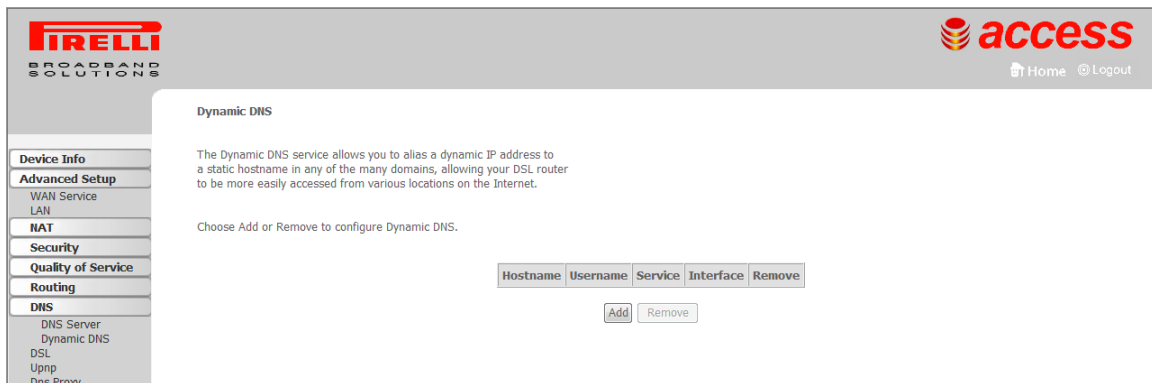 PIRELLI
BROADBAND
SOLUTIONS
access
Home Logout
Dynamic DNS
The Dynamic DNS service allows you to alias a dynamic IP address to
a static hostname in any of the many domains, allowing your DSL router
to be more easily accessed from various locations on the Internet.
Choose Add or Remove to configure Dynamic DNS.
Hostname Username Service Interface Remove
Add Remove
Device Info
Advanced Setup
WAN Service
LAN
NAT
Security
Quality of Service
Routing
DNS
DNS Server
Dynamic DNS
DSL
Upnp
Dns Proxy